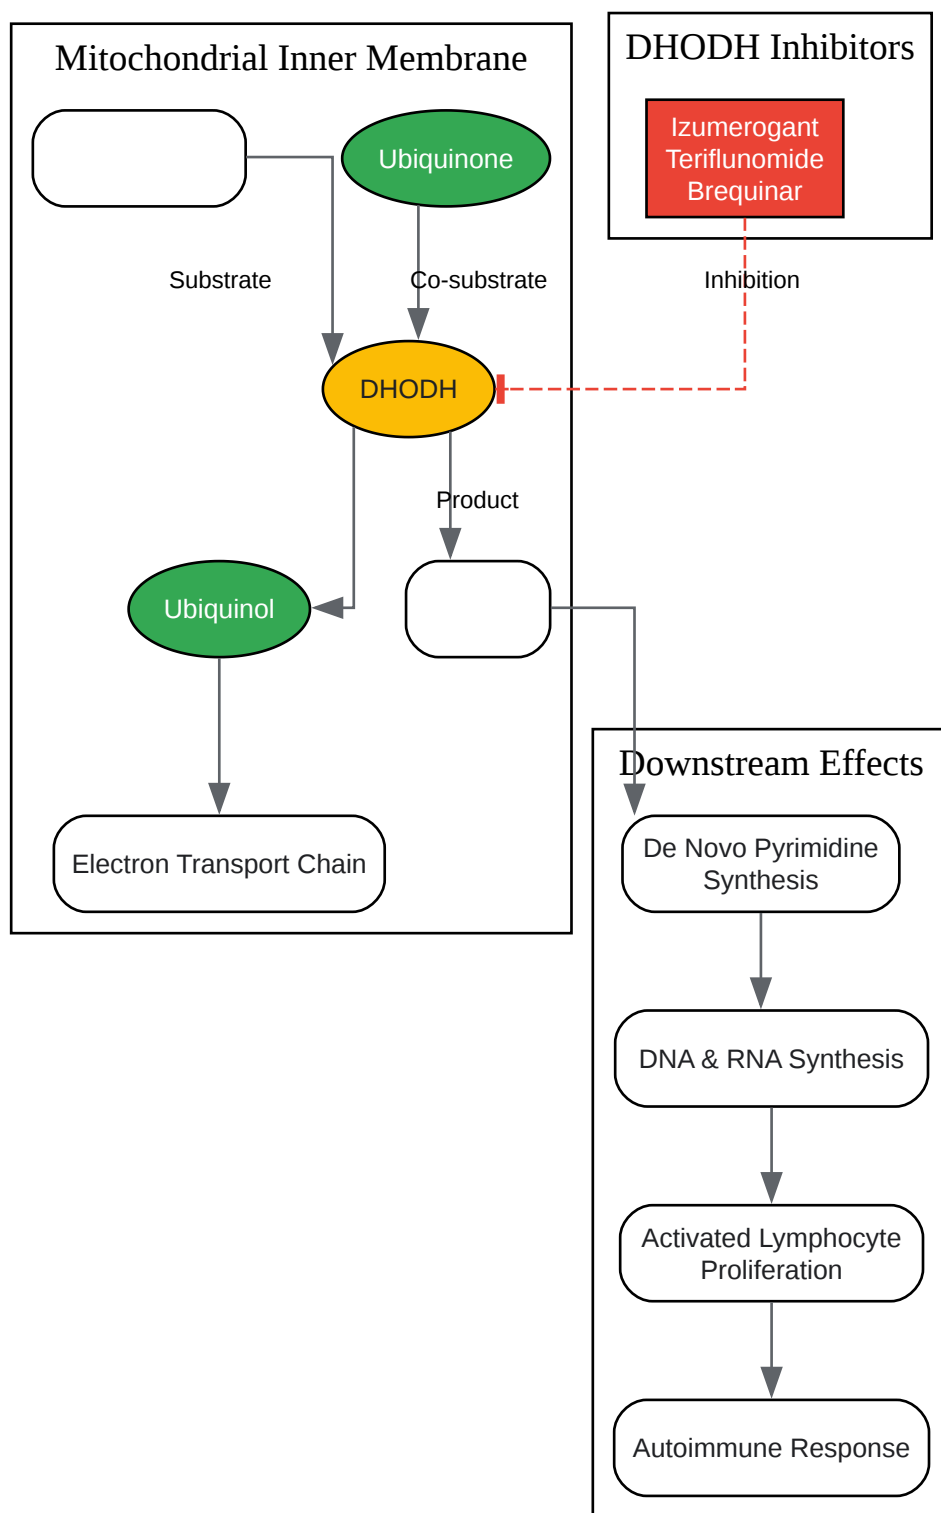 Mitochondrial Inner Membrane
DHODH Inhibitors
Izumerogant
Teriflunomide
Brequinar
Ubiquinone
Substrate
Co-substrate
Inhibition
DHODH
Product
Ubiquinol
Electron Transport Chain
Downstream Effects
De Novo Pyrimidine
Synthesis
DNA & RNA Synthesis
Activated Lymphocyte
Proliferation
Autoimmune Response